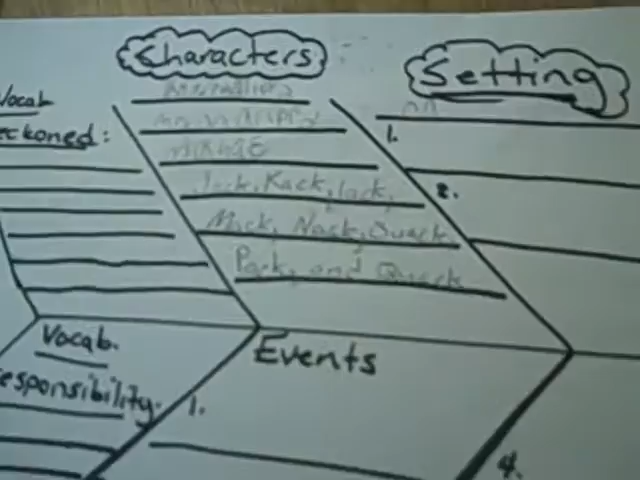 Characters
Setting
Vocab
eckoned:
1.
2.
Jack, Kack, Lack,
Mack, Nack, Ouack
Pack, and Quack
Vocab.
Events
esponsibility.
1.
4.